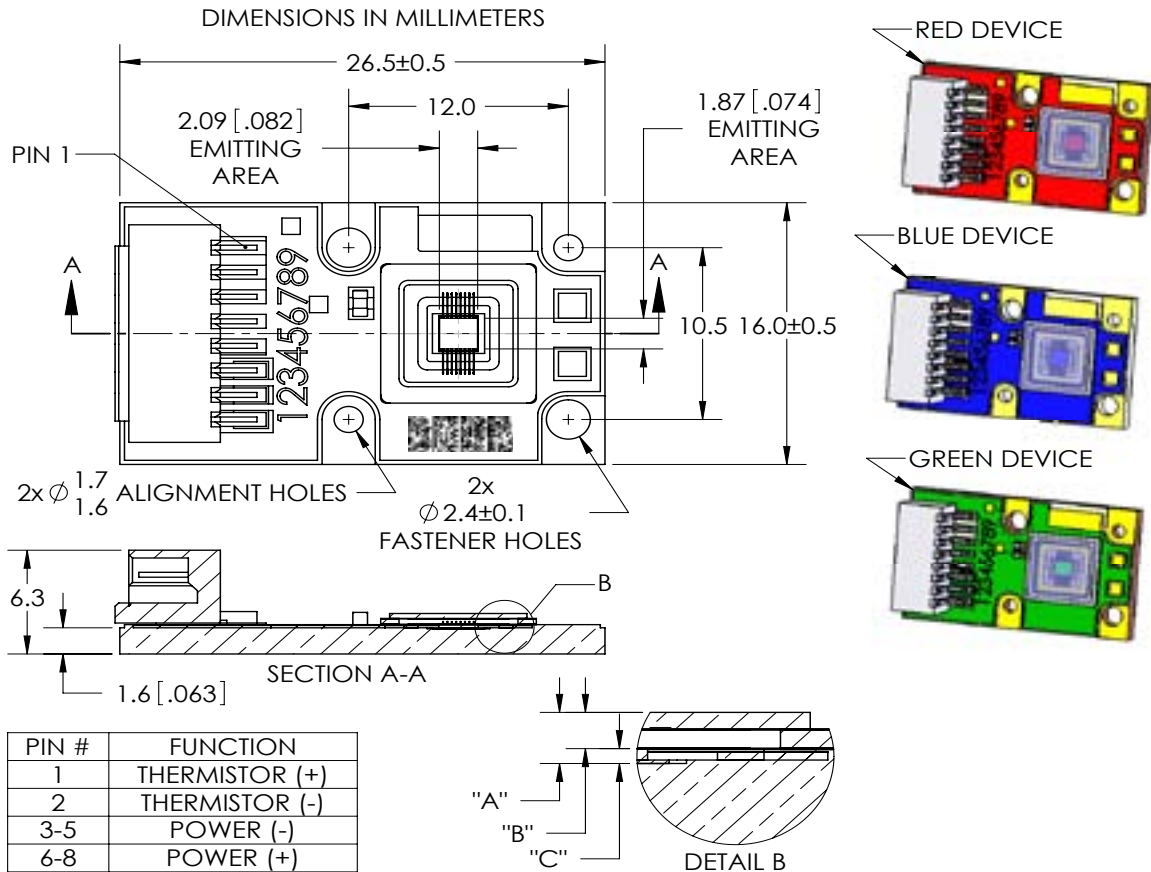 DIMENSIONS IN MILLIMETERS
26.5±0.5
12.0
2.09 [.082]
EMITTING
AREA
1.87 [.074]
EMITTING
AREA
PIN 1
A
A
123456789
10.5
16.0±0.5
2x ∅ 1.7
1.6
ALIGNMENT HOLES
2x
∅ 2.4±0.1
FASTENER HOLES
6.3
B
SECTION A-A
1.6 [.063]
RED DEVICE
123456789
BLUE DEVICE
123456789
GREEN DEVICE
123456789
PIN #
FUNCTION
1
THERMISTOR (+)
2
THERMISTOR (-)
3-5
POWER (-)
6-8
POWER (+)
"A"
"B"
"C"
DETAIL B